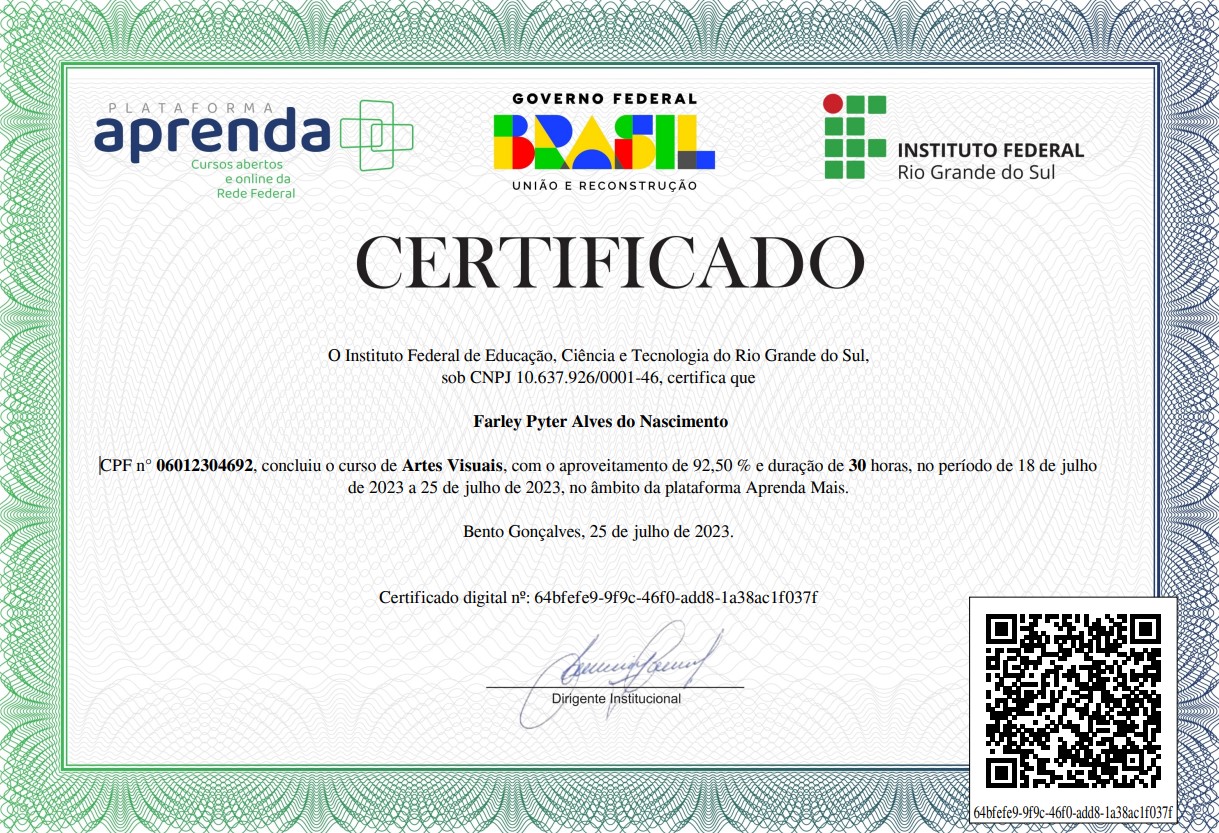 PLATAFORMA
aprenda
Cursos abertos
e online da
Rede Federal
GOVERNO FEDERAL
BRASIL
UNIÃO E RECONSTRUÇÃO
INSTITUTO FEDERAL
Rio Grande do Sul
CERTIFICADO
O Instituto Federal de Educação, Ciência e Tecnologia do Rio Grande do Sul,
sob CNPJ 10.637.926/0001-46, certifica que
Farley Pyter Alves do Nascimento
CPF n° 06012304692, concluiu o curso de Artes Visuais, com o aproveitamento de 92,50 % e duração de 30 horas, no período de 18 de julho
de 2023 a 25 de julho de 2023, no âmbito da plataforma Aprenda Mais.
Bento Gonçalves, 25 de julho de 2023.
Certificado digital nº: 64bfefe9-9f9c-46f0-add8-1a38ac1f037f
Dirigente Institucional
64bfefe9-9f9c-46f0-add8-1a38ac1f037f